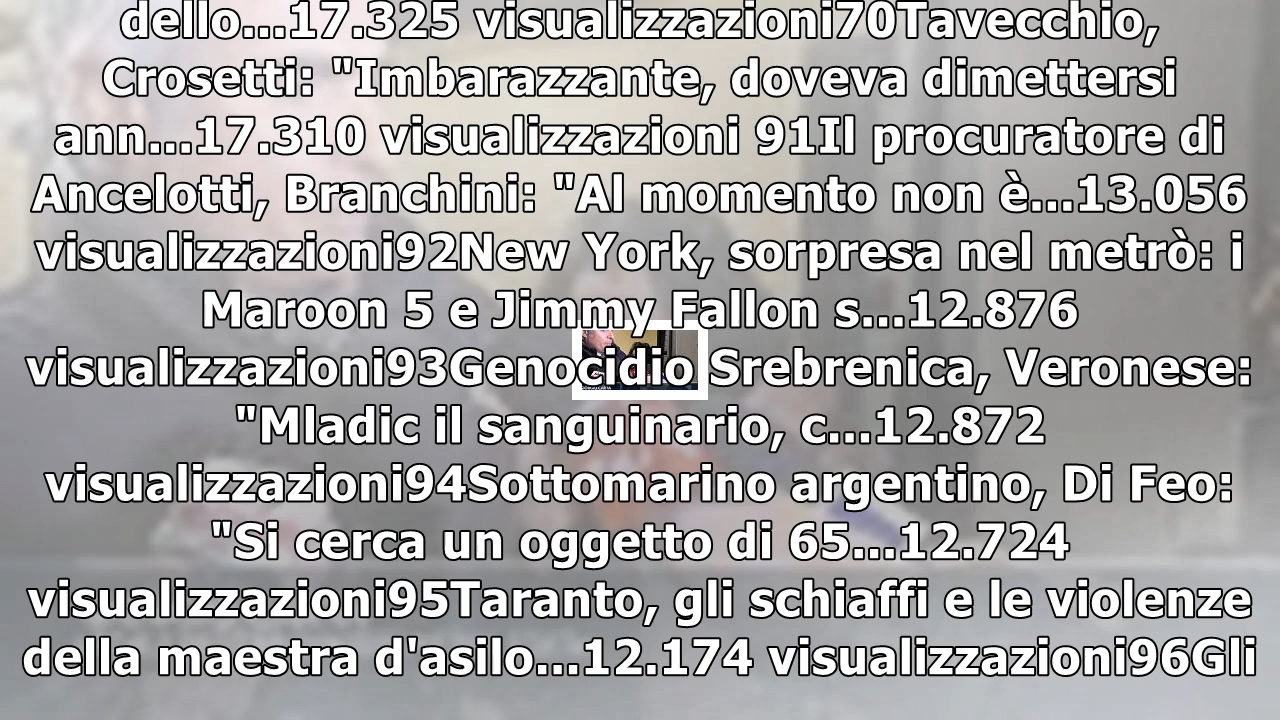 dello...17.325 visualizzazioni70Tavecchio,
Crosetti: "Imbarazzante, doveva dimettersi
ann...17.310 visualizzazioni 91Il procuratore di
Ancelotti, Branchini: "Al momento non è...13.056
visualizzazioni92New York, sorpresa nel metrò: i
Maroon 5 e Jimmy Fallon s...12.876
visualizzazioni93Genocidio Srebrenica, Veronese:
"Mladic il sanguinario, c...12.872
visualizzazioni94Sottomarino argentino, Di Feo:
"Si cerca un oggetto di 65...12.724
visualizzazioni95Taranto, gli schiaffi e le violenze
della maestra d'asilo...12.174 visualizzazioni96Gli